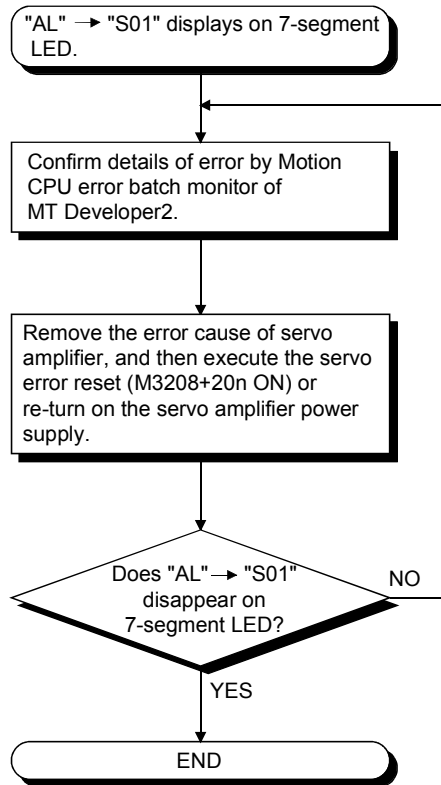 "AL" → "S01" displays on 7-segment
LED.
Confirm details of error by Motion
CPU error batch monitor of
MT Developer2.
Remove the error cause of servo
amplifier, and then execute the servo
error reset (M3208+20n ON) or
re-turn on the servo amplifier power
supply.
Does "AL" → "S01"
disappear on
7-segment LED?
NO
YES
END